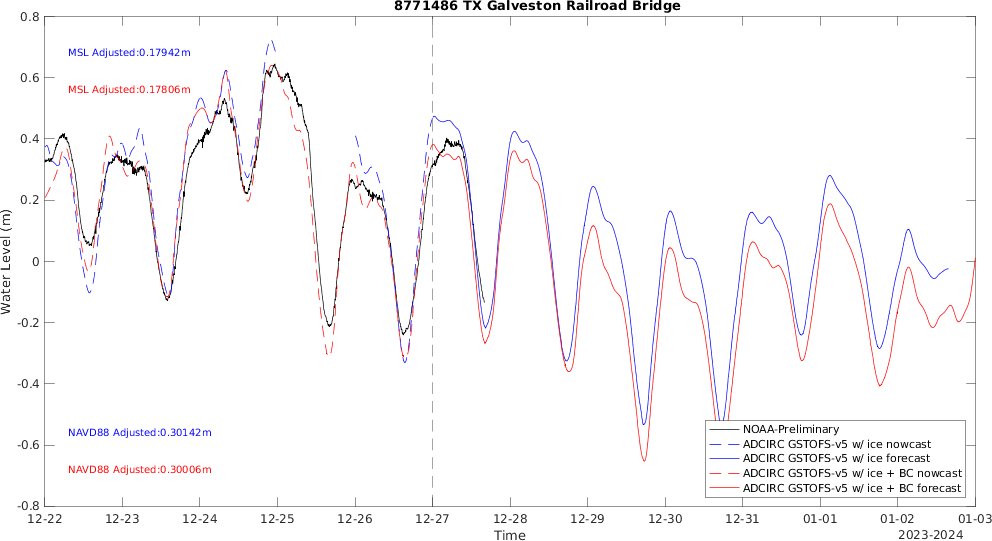 8771486 TX Galveston Railroad Bridge
MSL Adjusted:0.17942m
MSL Adjusted:0.17806m
NAVD88 Adjusted:0.30142m
NAVD88 Adjusted:0.30006m
Water Level (m)
0.8
0.6
0.4
0.2
0
-0.2
-0.4
-0.6
-0.8
NOAA-Preliminary
ADCIRC GSTOFS-v5 w/ ice nowcast
ADCIRC GSTOFS-v5 w/ ice forecast
ADCIRC GSTOFS-v5 w/ ice + BC nowcast
ADCIRC GSTOFS-v5 w/ ice + BC forecast
12-22 12-23 12-24 12-25 12-26 12-27 12-28 12-29 12-30 12-31 01-01 01-02 01-03
Time
2023-2024